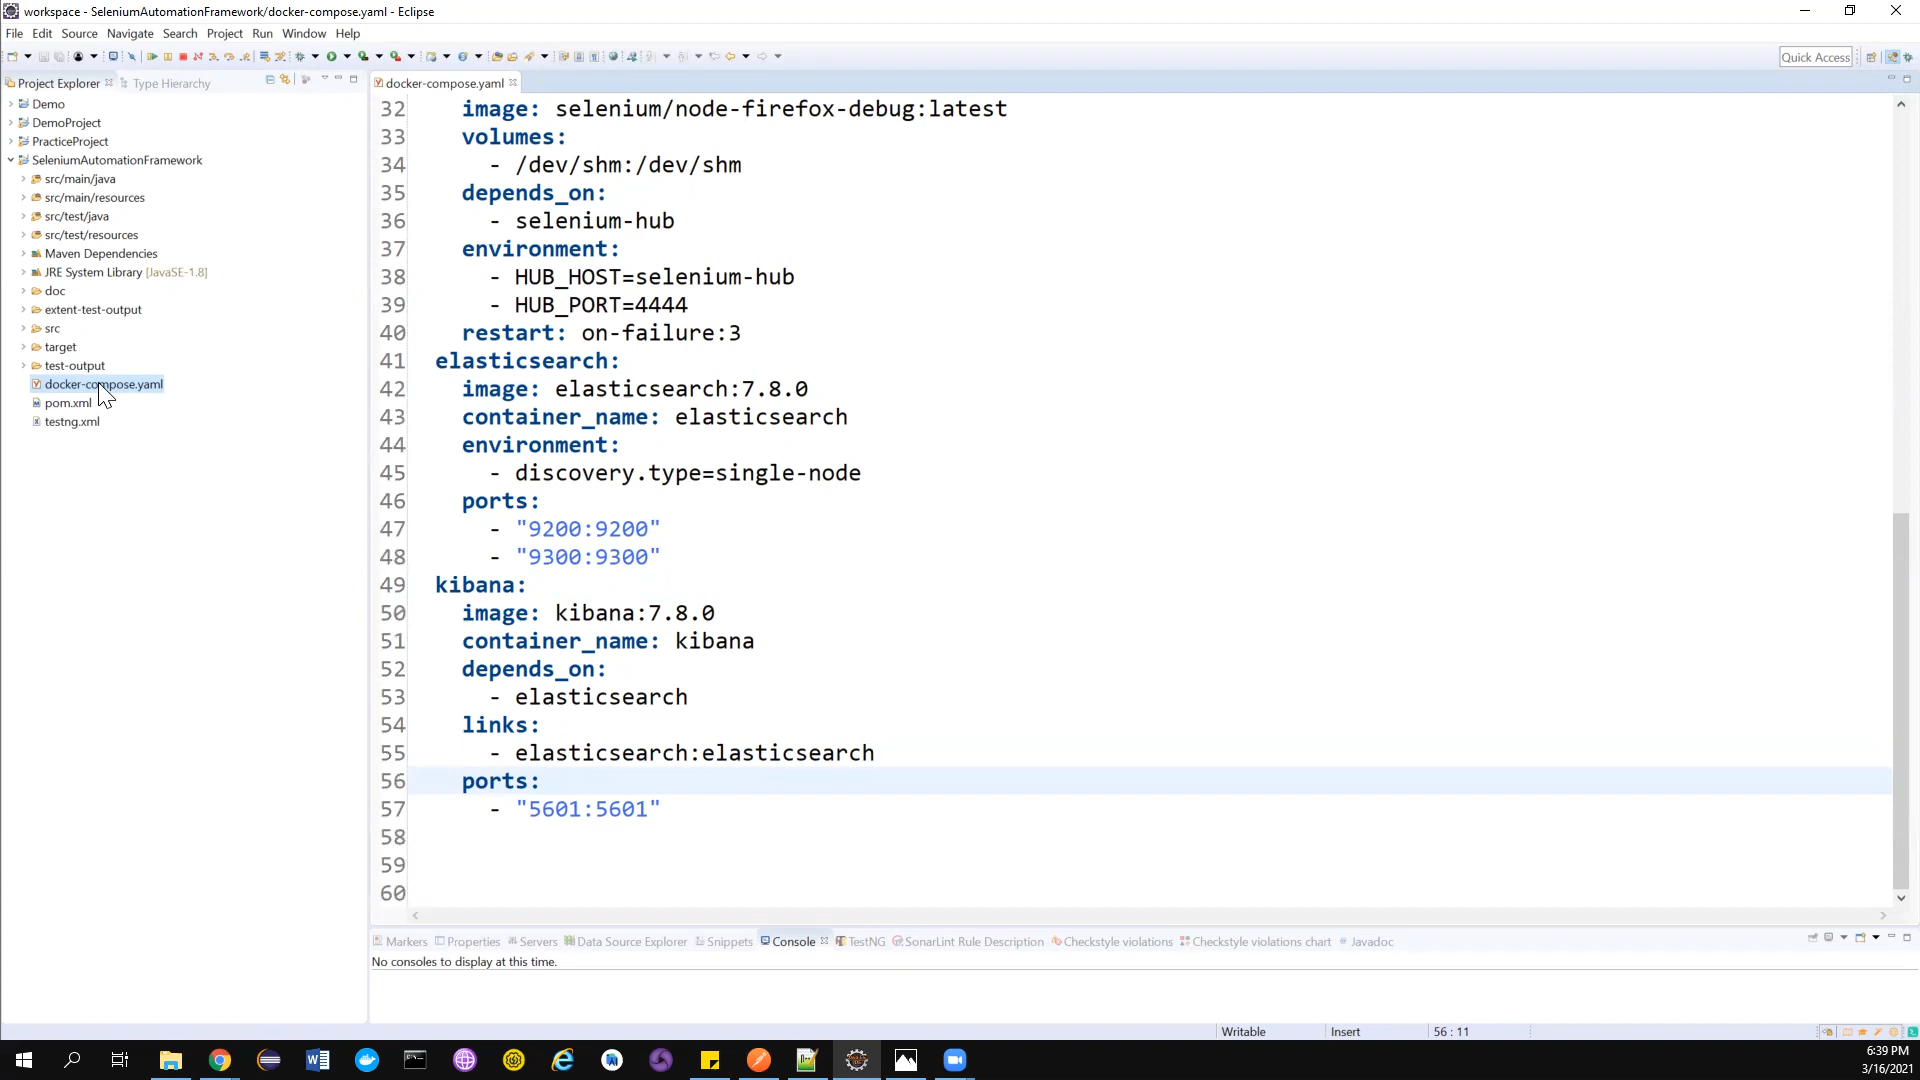 workspace - SeleniumAutomationFramework/docker-compose.yaml - Eclipse
File Edit Source Navigate Search Project Run Window Help
Quick Access
Project Explorer Type Hierarchy
docker-compose.yaml
Demo
DemoProject
PracticeProject
SeleniumAutomationFramework
src/main/java
src/main/resources
src/test/java
src/test/resources
Maven Dependencies
JRE System Library [JavaSE-1.8]
doc
extent-test-output
src
target
test-output
docker-compose.yaml
pom.xml
testng.xml
32 image: selenium/node-firefox-debug:latest
33 volumes:
34 - /dev/shm:/dev/shm
35 depends_on:
36 - selenium-hub
37 environment:
38 - HUB_HOST=selenium-hub
39 - HUB_PORT=4444
40 restart: on-failure:3
41 elasticsearch:
42 image: elasticsearch:7.8.0
43 container_name: elasticsearch
44 environment:
45 - discovery.type=single-node
46 ports:
47 - "9200:9200"
48 - "9300:9300"
49 kibana:
50 image: kibana:7.8.0
51 container_name: kibana
52 depends_on:
53 - elasticsearch
54 links:
55 - elasticsearch:elasticsearch
56 ports:
57 - "5601:5601"
58
59
60
Markers Properties Servers Data Source Explorer Snippets Console TestNG SonarLint Rule Description Checkstyle violations Checkstyle violations chart Javadoc
No consoles to display at this time.
Writable Insert 56 : 11
6:39 PM
3/16/2021